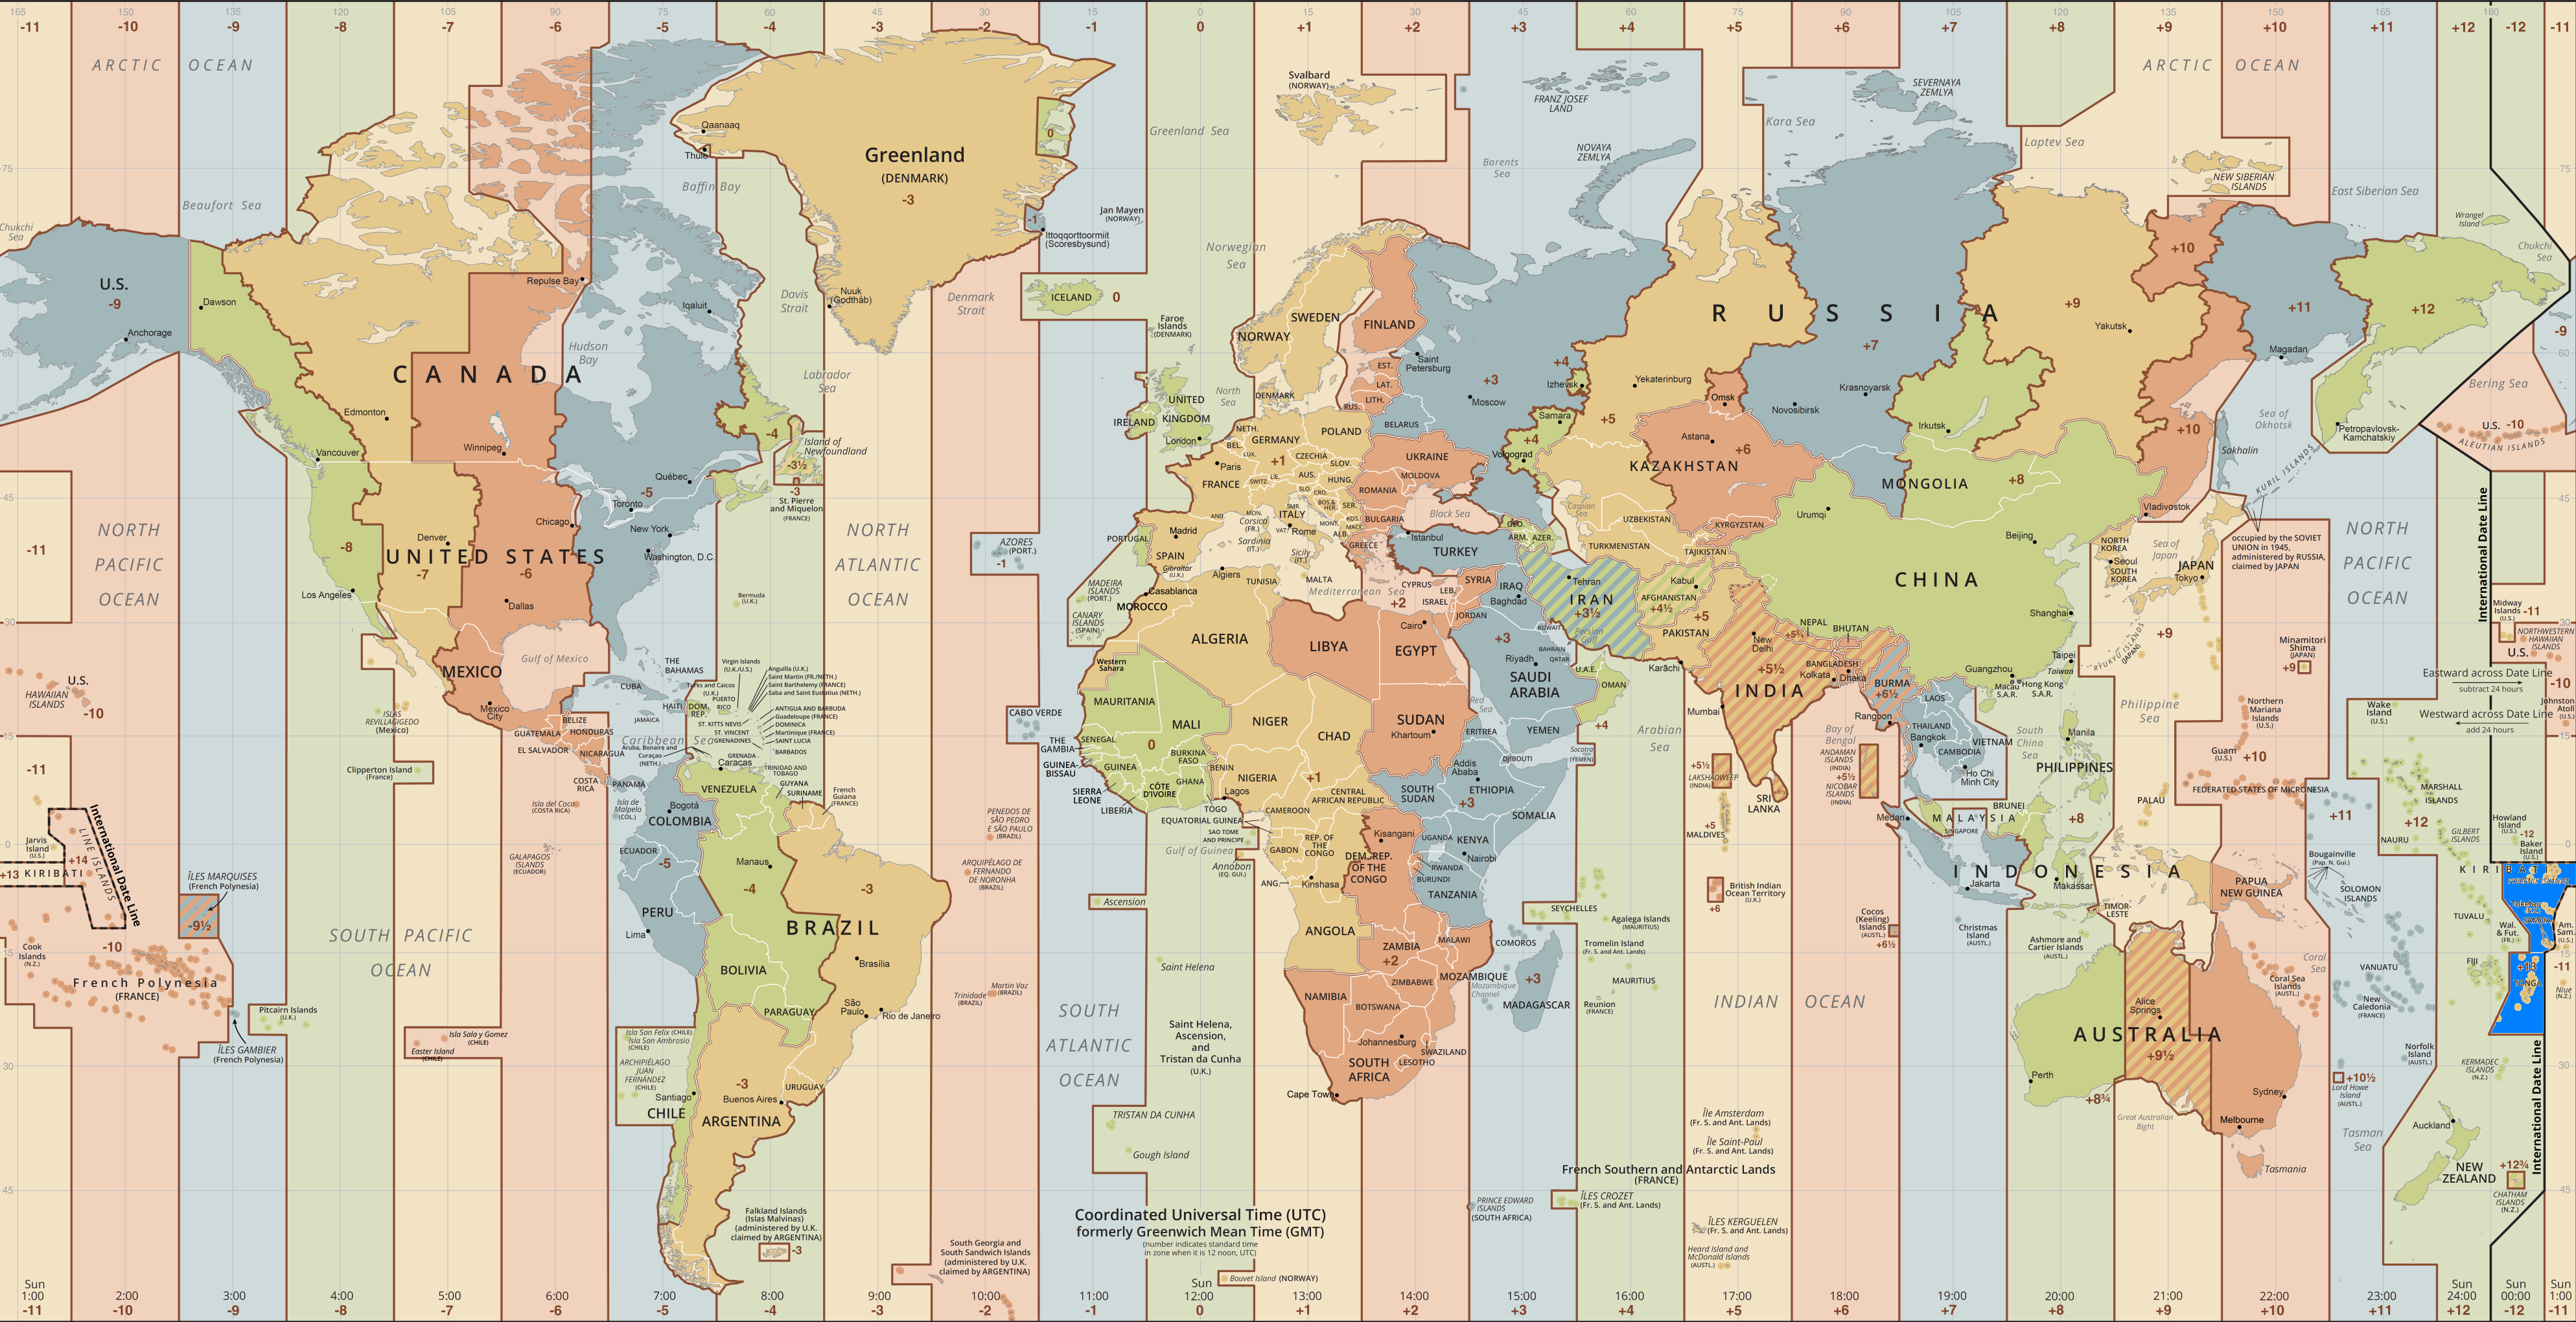 165 150 135 120 105 90 75 60 45 30 15 0 15 30 45 60 75 90 105 120 135 150 165 180
-11 -10 -9 -8 -7 -6 -5 -4 -3 -2 -1 0 +1 +2 +3 +4 +5 +6 +7 +8 +9 +10 +11 +12 -12 -11
ARCTIC OCEAN
ARCTIC OCEAN
Svalbard
(NORWAY)
FRANZ JOSEF
LAND
SEVERNAYA
ZEMLYA
Kara Sea
Laptev Sea
Greenland Sea
Qaanaaq
Thule
0
Greenland
(DENMARK)
-3
NOVAYA
ZEMLYA
Barents
Sea
75
75
NEW SIBERIAN
ISLANDS
East Siberian Sea
Wrangel
Island
Chukchi
Sea
Chukchi
Sea
Beaufort Sea
Baffin Bay
-1
Jan Mayen
(NORWAY)
Ittoqqortoormiit
(Scoresbysund)
Norwegian
Sea
U.S.
-9
Anchorage
Dawson
Repulse Bay
Iqaluit
Davis
Strait
Nuuk
(Godthåb)
Denmark
Strait
ICELAND
0
Faroe
Islands
(DENMARK)
SWEDEN
NORWAY
FINLAND
RUSSIA
+10
+9
+11
+12
-9
Yakutsk
Magadan
60
60
Hudson
Bay
CANADA
Labrador
Sea
North
Sea
DENMARK
EST.
LAT.
LITH.
RUS.
Saint
Petersburg
+3
Moscow
+4
Izhevsk
Yekaterinburg
+5
Omsk
Novosibirsk
+7
Krasnoyarsk
Irkutsk
Edmonton
Winnipeg
Vancouver
-4
Island of
Newfoundland
-3½
-3
St. Pierre
and Miquelon
(FRANCE)
UNITED
KINGDOM
IRELAND
London
NETH.
BEL.
LUX.
GERMANY
+1
POLAND
BELARUS
Samara
+4
Volgograd
Astana
+6
KAZAKHSTAN
MONGOLIA
+8
+10
Sakhalin
Sea of
Okhotsk
Petropavlovsk-
Kamchatskiy
Bering Sea
U.S. -10
ALEUTIAN ISLANDS
KURIL ISLANDS
Paris
FRANCE
SWITZ.
LIE.
CZECHIA
SLOV.
AUS.
HUNG.
UKRAINE
MOLDOVA
ROMANIA
Québec
-5
Toronto
New York
Washington, D.C.
Chicago
45
45
-11
NORTH
PACIFIC
OCEAN
-8
Denver
UNITED STATES
-7
-6
Dallas
Los Angeles
NORTH
ATLANTIC
OCEAN
Bermuda
(U.K.)
AZORES
(PORT.)
-1
PORTUGAL
Madrid
SPAIN
AND.
Gibraltar
(U.K.)
MON.
Corsica
(FR.)
Sardinia
(IT.)
SMR.
ITALY
VAT.
Rome
Sicily
(IT.)
SLO.
CRO.
BOS.&
HER.
SER.
MONT.
KOS.
MACE.
ALB.
BULGARIA
GREECE
MALTA
Mediterranean Sea
Black Sea
Istanbul
TURKEY
GEO.
ARM.
AZER.
Caspian
Sea
UZBEKISTAN
TURKMENISTAN
KYRGYZSTAN
TAJIKISTAN
Urumqi
Beijing
CHINA
Shanghai
NORTH
KOREA
Seoul
SOUTH
KOREA
Vladivostok
Sea of
Japan
JAPAN
Tokyo
occupied by the SOVIET
UNION in 1945,
administered by RUSSIA,
claimed by JAPAN
NORTH
PACIFIC
OCEAN
International Date Line
Midway
Islands
(U.S.)
-11
NORTHWESTERN
HAWAIIAN
ISLANDS
U.S.
-10
MADEIRA
ISLANDS
(PORT.)
CANARY
ISLANDS
(SPAIN)
Casablanca
MOROCCO
Algiers
TUNISIA
ALGERIA
LIBYA
+2
Cairo
EGYPT
CYPRUS
LEB.
ISRAEL
SYRIA
JORDAN
IRAQ
Baghdad
+3
KUWAIT
Tehran
IRAN
+3½
Kabul
AFGHANISTAN
+4½
+5
PAKISTAN
Karāchi
New
Delhi
NEPAL
+5¾
BHUTAN
Persian
Gulf
BAHRAIN
QATAR
U.A.E.
OMAN
+4
Riyadh
SAUDI
ARABIA
30
30
+9
RYUKYU ISLANDS
(JAPAN)
Minamitori
Shima
(JAPAN)
+9
Eastward across Date Line
subtract 24 hours
Westward across Date Line
add 24 hours
Johnston
Atoll
(U.S.)
U.S.
HAWAIIAN
ISLANDS
-10
MEXICO
Mexico
City
Gulf of Mexico
ISLAS
REVILLAGIGEDO
(Mexico)
THE
BAHAMAS
CUBA
HAITI
DOM.
REP.
PUERTO
RICO
JAMAICA
Turks and Caicos
(U.K.)
Virgin Islands
(U.K./U.S.)
Anguilla (U.K.)
Saint Martin (FR./NETH.)
Saint Barthelemy (FRANCE)
Saba and Saint Eustatius (NETH.)
ANTIGUA AND BARBUDA
Guadeloupe (FRANCE)
DOMINICA
Martinique (FRANCE)
SAINT LUCIA
BARBADOS
ST. KITTS NEVIS
ST. VINCENT
GRENADINES
GRENADA
TRINIDAD AND
TOBAGO
Caribbean Sea
Aruba, Bonaire and
Curaçao
(NETH.)
BELIZE
GUATEMALA
HONDURAS
EL SALVADOR
NICARAGUA
COSTA
RICA
PANAMA
Clipperton Island
(France)
Isla del Coco
(COSTA RICA)
Isla de
Malpelo
(COL.)
Caracas
VENEZUELA
GUYANA
SURINAME
French
Guiana
(FRANCE)
Bogotá
COLOMBIA
CABO VERDE
Western
Sahara
MAURITANIA
MALI
0
SENEGAL
THE
GAMBIA
GUINEA-
BISSAU
GUINEA
SIERRA
LEONE
LIBERIA
CÔTE
D'IVOIRE
BURKINA
FASO
GHANA
BENIN
TOGO
NIGER
CHAD
NIGERIA
Lagos
+1
SUDAN
Khartoum
ERITREA
Red
Sea
YEMEN
Socotra
(YEMEN)
DJIBOUTI
Addis
Ababa
ETHIOPIA
SOUTH
SUDAN
+3
SOMALIA
CENTRAL
AFRICAN REPUBLIC
CAMEROON
EQUATORIAL GUINEA
SAO TOME
AND PRINCIPE
Gulf of Guinea
Annobón
(EQ. GUI.)
GABON
REP. OF
THE
CONGO
Kisangani
DEM. REP.
OF THE
CONGO
UGANDA
KENYA
Nairobi
RWANDA
BURUNDI
TANZANIA
Arabian
Sea
Mumbai
INDIA
+5½
BANGLADESH
Kolkata
Dhaka
BURMA
+6½
Rangoon
Bay of
Bengal
ANDAMAN
ISLANDS
(INDIA)
+5½
NICOBAR
ISLANDS
(INDIA)
+5½
LAKSHADWEEP
(INDIA)
+5
MALDIVES
SRI
LANKA
LAOS
THAILAND
Bangkok
CAMBODIA
VIETNAM
Ho Chi
Minh City
Guangzhou
Macau
S.A.R.
Hong Kong
S.A.R.
Taipei
Taiwan
South
China
Sea
Manila
PHILIPPINES
+8
Philippine
Sea
Northern
Mariana
Islands
(U.S.)
Guam
(U.S.)
+10
FEDERATED STATES OF MICRONESIA
PALAU
Wake
Island
(U.S.)
MARSHALL
ISLANDS
+11
+12
NAURU
GILBERT
ISLANDS
Howland
Island
(U.S.)
-12
Baker
Island
(U.S.)
15
15
-11
International Date Line
LINE ISLANDS
Jarvis
Island
(U.S.)
+14
+13 KIRIBATI
0
0
ÎLES MARQUISES
(French Polynesia)
-9½
-10
Cook
Islands
(N.Z.)
French Polynesia
(FRANCE)
ÎLES GAMBIER
(French Polynesia)
Pitcairn Islands
(U.K.)
SOUTH PACIFIC
OCEAN
GALAPAGOS
ISLANDS
(ECUADOR)
ECUADOR
-5
PERU
Lima
Manaus
-4
BRAZIL
-3
BOLIVIA
PARAGUAY
Brasília
São
Paulo
Rio de Janeiro
PENEDOS DE
SÃO PEDRO
E SÃO PAULO
(BRAZIL)
ARQUIPÉLAGO DE
FERNANDO
DE NORONHA
(BRAZIL)
Trinidade
(BRAZIL)
Martin Vaz
(BRAZIL)
Ascension
Saint Helena
ANG.
Kinshasa
ANGOLA
ZAMBIA
+2
MALAWI
MOZAMBIQUE
Mozambique
Channel
ZIMBABWE
NAMIBIA
BOTSWANA
Johannesburg
SWAZILAND
LESOTHO
SOUTH
AFRICA
Cape Town
COMOROS
+3
MADAGASCAR
SEYCHELLES
Agalega Islands
(MAURITIUS)
Tromelin Island
(Fr. S. and Ant. Lands)
MAURITIUS
Reunion
(FRANCE)
British Indian
Ocean Territory
(U.K.)
+6
INDIAN OCEAN
Cocos
(Keeling)
Islands
(AUSTL.)
+6½
Christmas
Island
(AUSTL.)
Medan
MALAYSIA
SINGAPORE
BRUNEI
INDONESIA
Jakarta
Makassar
TIMOR-
LESTE
Ashmore and
Cartier Islands
(AUSTL.)
PAPUA
NEW GUINEA
Bougainville
(Pap. N. Gui.)
SOLOMON
ISLANDS
KIRIBATI
TUVALU
Tokelau
Wal.
& Fut.
(FR.)
SAMOA
Am.
Sam.
(U.S.)
-11
FIJI
+13
TONGA
Niue
(N.Z.)
VANUATU
New
Caledonia
(FRANCE)
Coral Sea
Islands
(AUSTL.)
Coral
Sea
Alice
Springs
AUSTRALIA
+9½
Perth
+8¾
Great Australian
Bight
Sydney
Melbourne
Tasmania
Norfolk
Island
(AUSTL.)
+10½
Lord Howe
Island
(AUSTL.)
Tasman
Sea
KERMADEC
ISLANDS
(N.Z.)
Auckland
NEW
ZEALAND
+12¾
CHATHAM
ISLANDS
(N.Z.)
International Date Line
15
15
30
30
45
45
Easter Island
(CHILE)
Isla Sala y Gomez
(CHILE)
Isla San Felix (CHILE)
Isla San Ambrosio
(CHILE)
ARCHIPIÉLAGO
JUAN
FERNÁNDEZ
(CHILE)
Santiago
CHILE
-3
Buenos Aires
URUGUAY
ARGENTINA
Falkland Islands
(Islas Malvinas)
(administered by U.K.
claimed by ARGENTINA)
-3
South Georgia and
South Sandwich Islands
(administered by U.K.
claimed by ARGENTINA)
SOUTH
ATLANTIC
OCEAN
Saint Helena,
Ascension,
and
Tristan da Cunha
(U.K.)
TRISTAN DA CUNHA
Gough Island
Coordinated Universal Time (UTC)
formerly Greenwich Mean Time (GMT)
(number indicates standard time
in zone when it is 12 noon, UTC)
Bouvet Island (NORWAY)
Île Amsterdam
(Fr. S. and Ant. Lands)
Île Saint-Paul
(Fr. S. and Ant. Lands)
French Southern and Antarctic Lands
(FRANCE)
PRINCE EDWARD
ISLANDS
(SOUTH AFRICA)
ÎLES CROZET
(Fr. S. and Ant. Lands)
ÎLES KERGUELEN
(Fr. S. and Ant. Lands)
Heard Island and
McDonald Islands
(AUSTL.)
Sun Sun Sun Sun Sun
1:00 2:00 3:00 4:00 5:00 6:00 7:00 8:00 9:00 10:00 11:00 12:00 13:00 14:00 15:00 16:00 17:00 18:00 19:00 20:00 21:00 22:00 23:00 24:00 00:00 1:00
-11 -10 -9 -8 -7 -6 -5 -4 -3 -2 -1 0 +1 +2 +3 +4 +5 +6 +7 +8 +9 +10 +11 +12 -12 -11